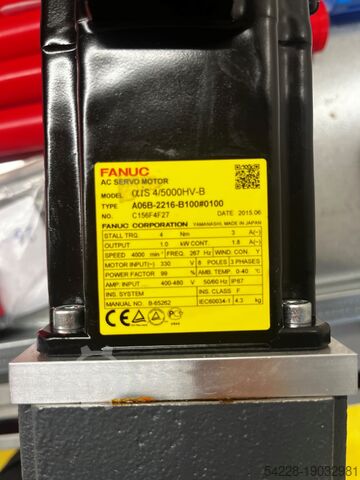 FANUC
AC SERVO MOTOR
MODEL αiS 4/5000HV-B
TYPE A06B-2216-B100#0100
NO. C156F4F27 DATE 2015.06
FANUC CORPORATION YAMANASHI, MADE IN JAPAN
STALL TRQ. 4 Nm 3 A(~)
OUTPUT 1.0 kW CONT 1.8 A(~)
SPEED 4000 min⁻¹ FREQ. 267 Hz WIND CON. Y
MOTOR INPUT(~) 330 V 8 POLES 3 PHASES
POWER FACTOR 99 % AMB. TEMP. 0-40 ℃
AMP. INPUT 400-480 V 50/60 Hz IP67
INS. SYSTEM INS. CLASS F
MANUAL NO. B-65262 IEC60034-1 4.3 kg
CE
54228-19032981